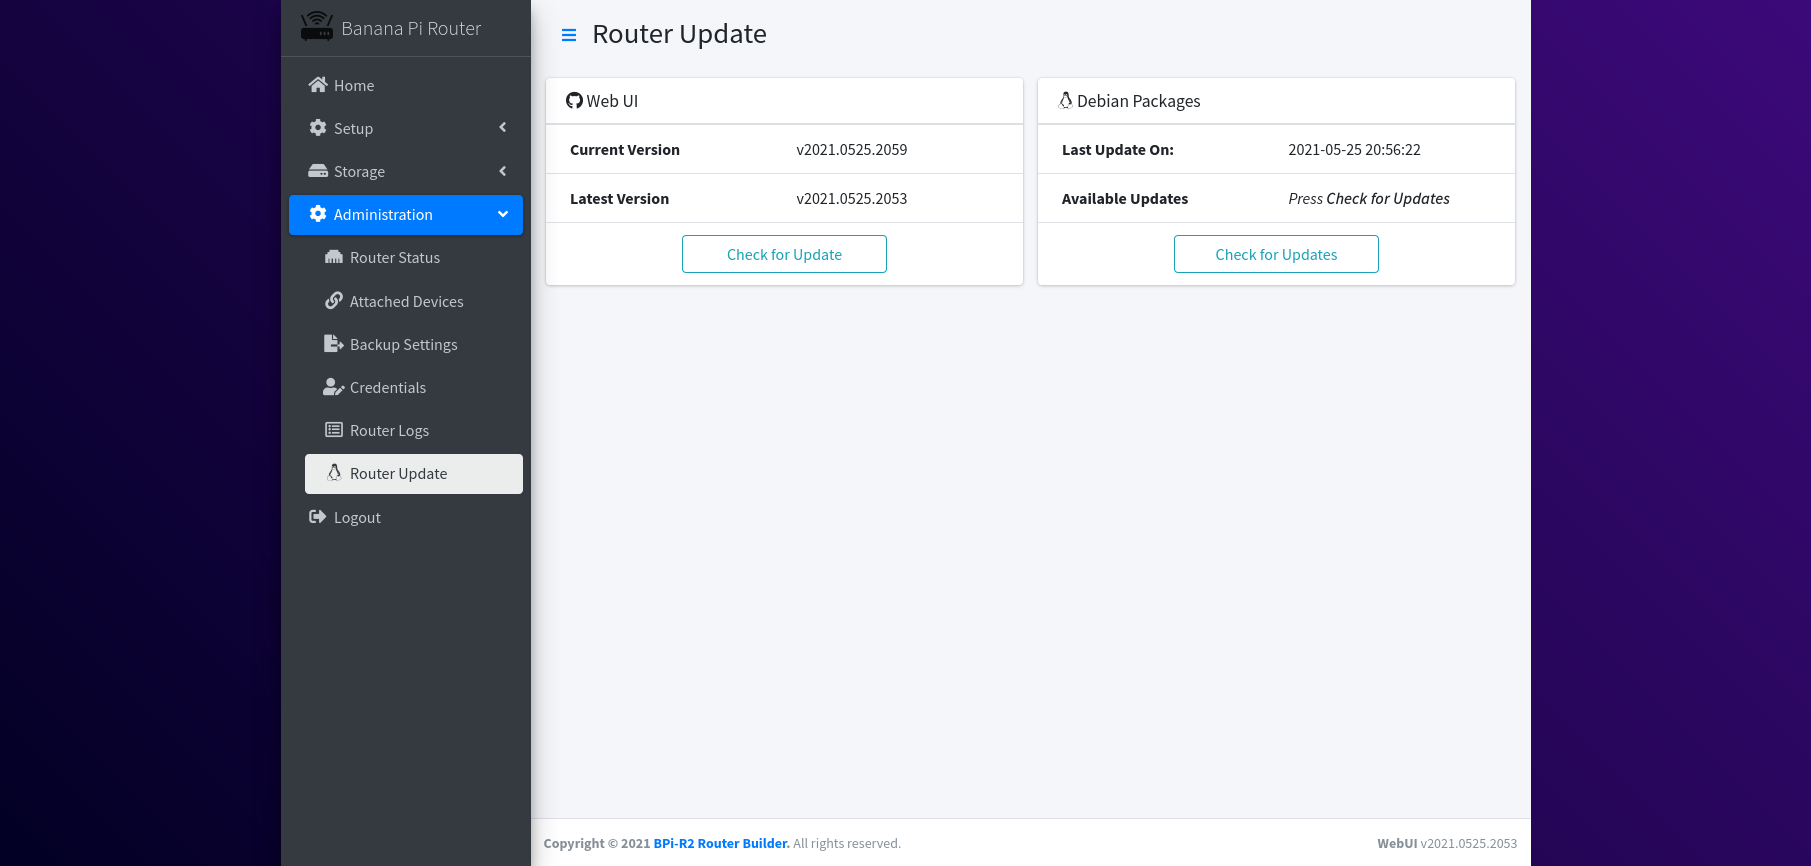 Banana Pi Router
Home
Setup
Storage
Administration
Router Status
Attached Devices
Backup Settings
Credentials
Router Logs
Router Update
Logout
Router Update
Web UI
Current Version v2021.0525.2059
Latest Version v2021.0525.2053
Check for Update
Debian Packages
Last Update On: 2021-05-25 20:56:22
Available Updates Press Check for Updates
Check for Updates
Copyright © 2021 BPi-R2 Router Builder. All rights reserved.
WebUI v2021.0525.2053